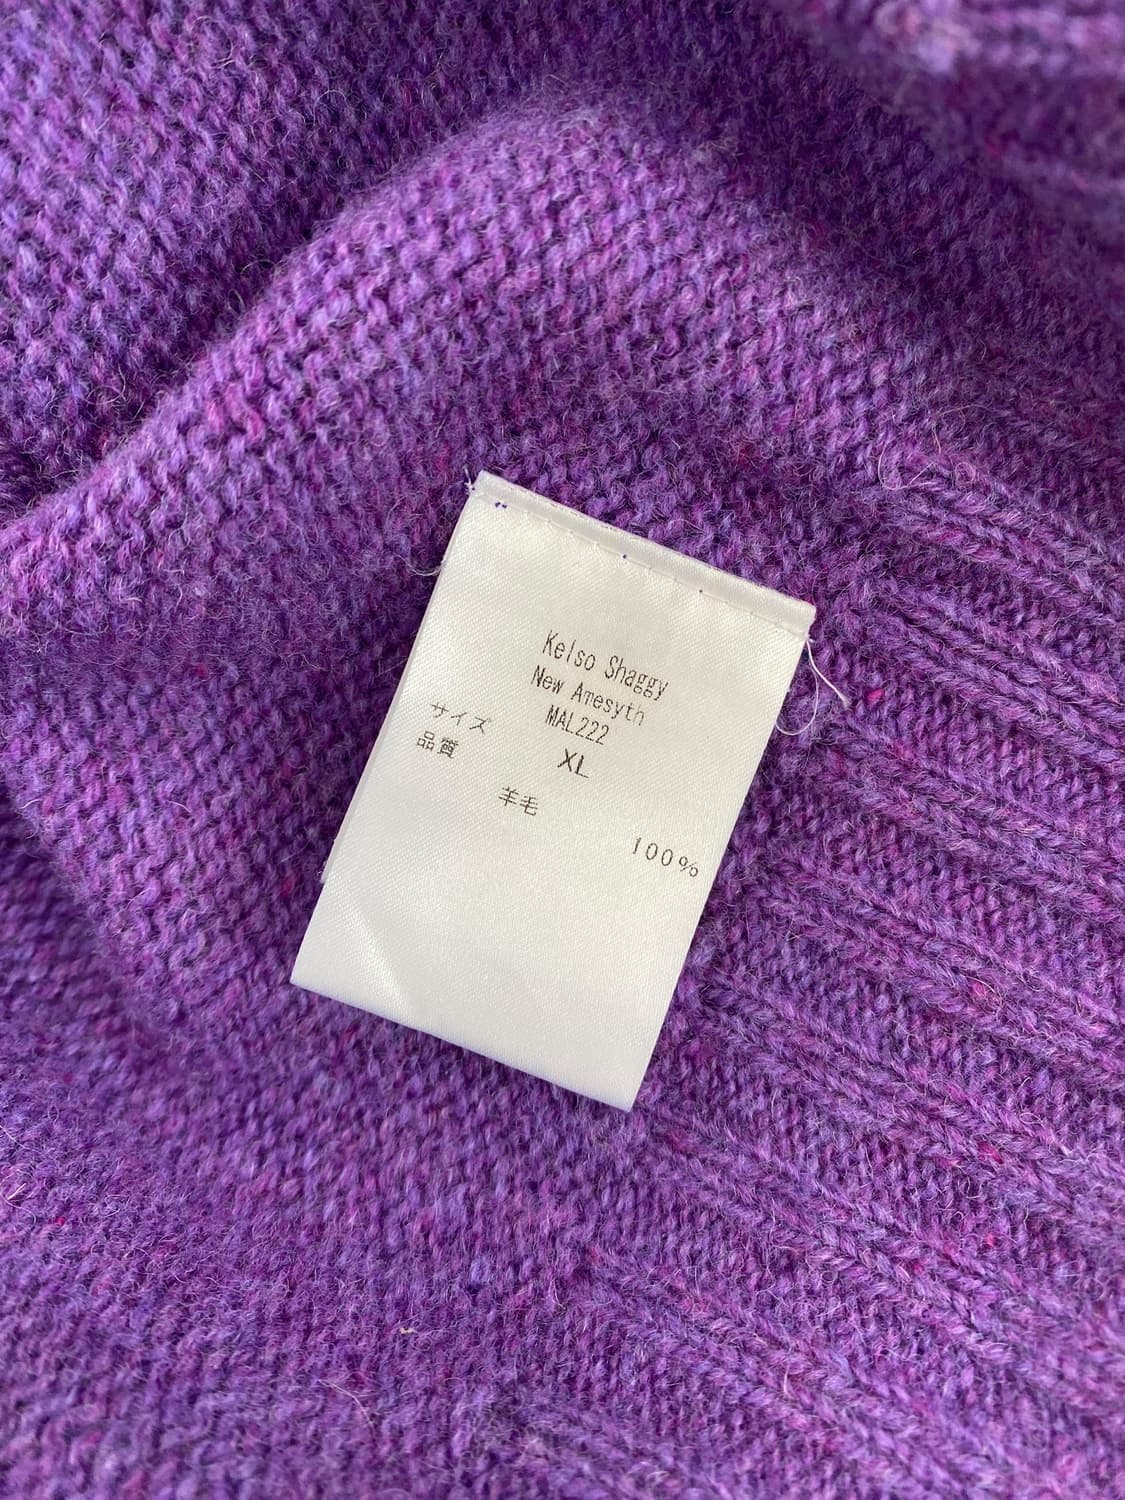 Kelso Shaggy
New Amesyth
MAL222
サイズ XL
品質
羊毛 100%